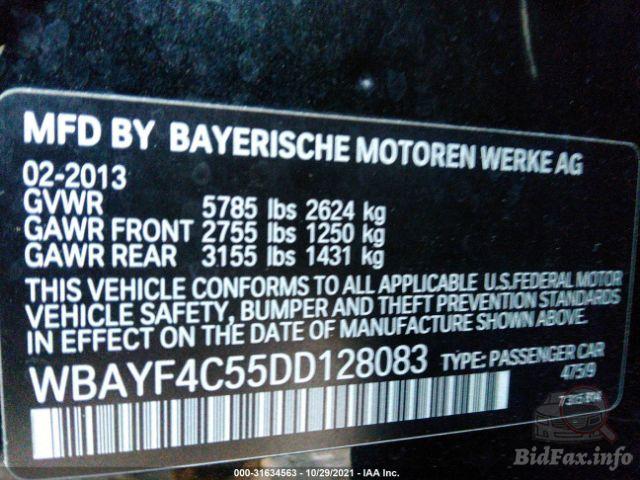 MFD BY BAYERISCHE MOTOREN WERKE AG
02-2013
GVWR 5785 lbs 2624 kg
GAWR FRONT 2755 lbs 1250 kg
GAWR REAR 3155 lbs 1431 kg
THIS VEHICLE CONFORMS TO ALL APPLICABLE U.S.FEDERAL MOTOR
VEHICLE SAFETY, BUMPER AND THEFT PREVENTION STANDARDS
IN EFFECT ON THE DATE OF MANUFACTURE SHOWN ABOVE.
WBAYF4C55DD128083 TYPE: PASSENGER CAR
475/9
BidFax.info
000-31634563 - 10/29/2021 - IAA Inc.